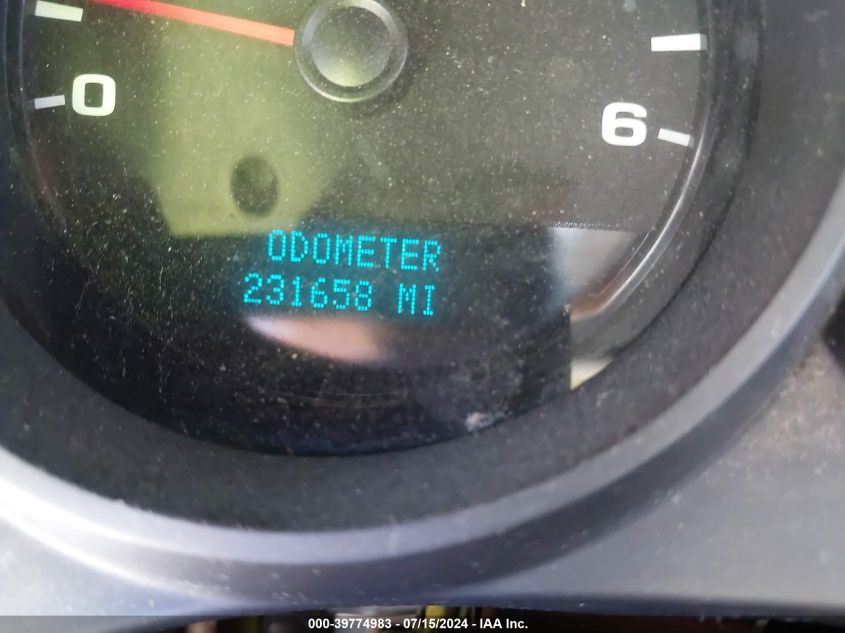 0
6
ODOMETER
231658 MI
000-39774983 - 07/15/2024 - IAA Inc.